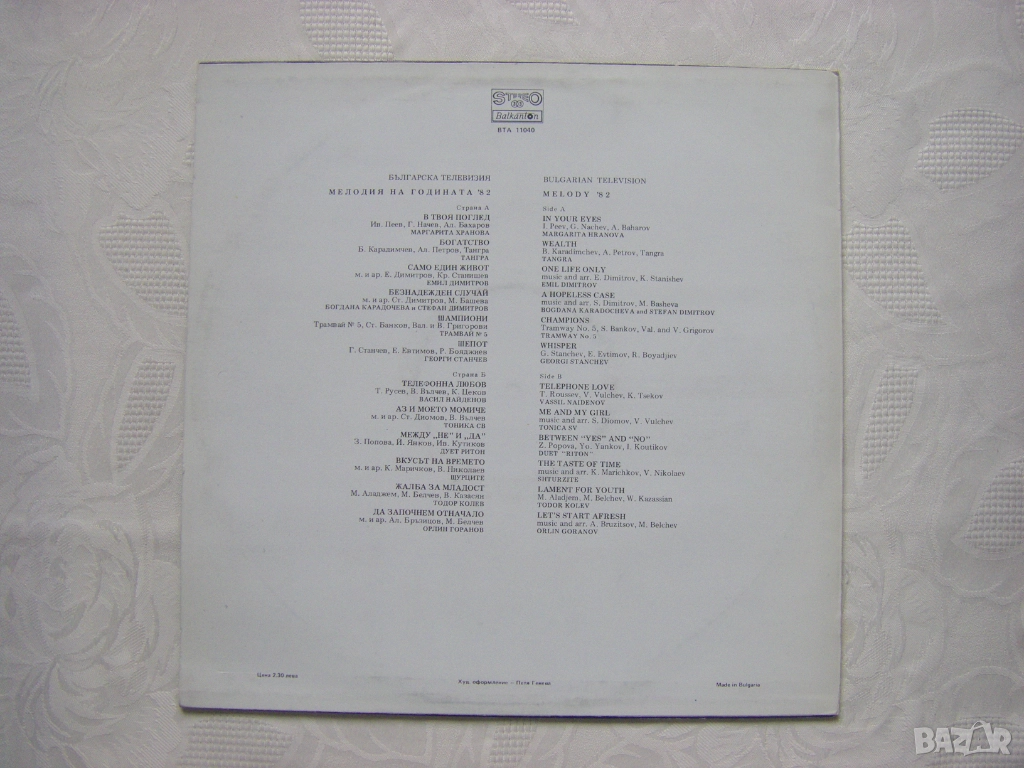 STEREO
Balkanton
BTA 11040
БЪЛГАРСКА ТЕЛЕВИЗИЯ
МЕЛОДИЯ НА ГОДИНАТА '82
Страна А
В ТВОЯ ПОГЛЕД
Ив. Пеев, Г. Начев, Ал. Бахаров
МАРГАРИТА ХРАНОВА
БОГАТСТВО
Б. Карадимчев, Ал. Петров, Тангра
ТАНГРА
САМО ЕДИН ЖИВОТ
м. и ар. Е. Димитров, Кр. Станишев
ЕМИЛ ДИМИТРОВ
БЕЗНАДЕЖДЕН СЛУЧАЙ
м. и ар. Ст. Димитров, М. Башева
БОГДАНА КАРАДОЧЕВА и СТЕФАН ДИМИТРОВ
ШАМПИОНИ
Трамвай № 5, Ст. Банков, Вал. и В. Григорови
ТРАМВАЙ № 5
ШЕПОТ
Г. Станчев, Е. Евтимов, Р. Бояджиев
ГЕОРГИ СТАНЧЕВ
Страна Б
ТЕЛЕФОННА ЛЮБОВ
Т. Русев, В. Вълчев, К. Цеков
ВАСИЛ НАЙДЕНОВ
АЗ И МОЕТО МОМИЧЕ
м. и ар. Ст. Диомов, В. Вълчев
ТОНИКА СВ
МЕЖДУ „НЕ" И „ДА"
З. Попова, Й. Янков, Ив. Кутиков
ДУЕТ РИТОН
ВКУСЪТ НА ВРЕМЕТО
м. и ар. К. Маричков, В. Николаев
ЩУРЦИТЕ
ЖАЛБА ЗА МЛАДОСТ
М. Аладжем, М. Белчев, В. Казасян
ТОДОР КОЛЕВ
ДА ЗАПОЧНЕМ ОТНАЧАЛО
м. и ар. Ал. Бръзицов, М. Белчев
ОРЛИН ГОРАНОВ
BULGARIAN TELEVISION
MELODY '82
Side A
IN YOUR EYES
I. Peev, G. Nachev, A. Baharov
MARGARITA HRANOVA
WEALTH
B. Karadimchev, A. Petrov, Tangra
TANGRA
ONE LIFE ONLY
music and arr. E. Dimitrov, K. Stanishev
EMIL DIMITROV
A HOPELESS CASE
music and arr. S. Dimitrov, M. Basheva
BOGDANA KARADOCHEVA and STEFAN DIMITROV
CHAMPIONS
Tramway No. 5, S. Bankov, Val. and V. Grigorov
TRAMWAY No. 5
WHISPER
G. Stanchev, E. Evtimov, R. Boyadjiev
GEORGI STANCHEV
Side B
TELEPHONE LOVE
T. Roussev, V. Vulchev, K. Tsekov
VASSIL NAIDENOV
ME AND MY GIRL
music and arr. S. Diomov, V. Vulchev
TONICA SV
BETWEEN "YES" AND "NO"
Z. Popova, Yo. Yankov, I. Koutikov
DUET "RITON"
THE TASTE OF TIME
music and arr. K. Marichkov, V. Nikolaev
SHTURZITE
LAMENT FOR YOUTH
M. Aladjem, M. Belchev, W. Kazassian
TODOR KOLEV
LET'S START AFRESH
music and arr. A. Bruzitsov, M. Belchev
ORLIN GORANOV
Цена 2.30 лева
Худ. оформление —
Made in Bulgaria
BAZAR